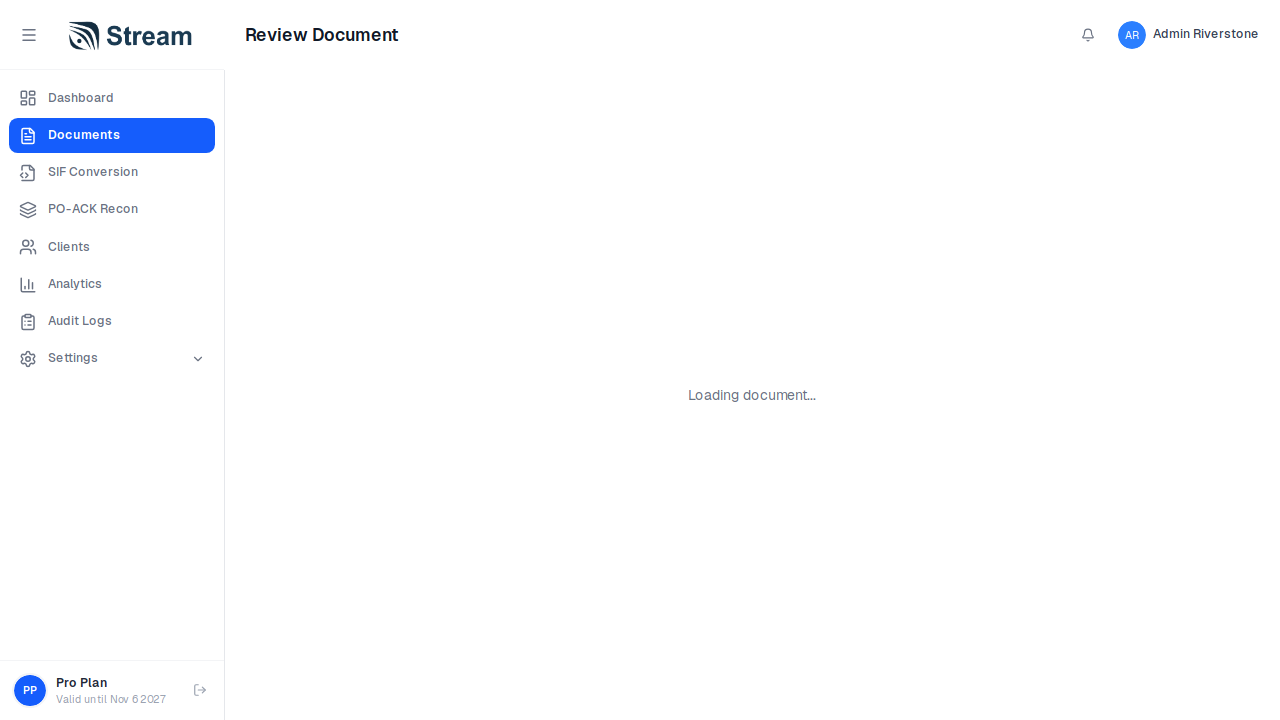 Stream
Review Document
AR
Admin Riverstone
Dashboard
Documents
SIF Conversion
PO-ACK Recon
Clients
Analytics
Audit Logs
Settings
Loading document...
PP
Pro Plan
Valid until Nov 6 2027